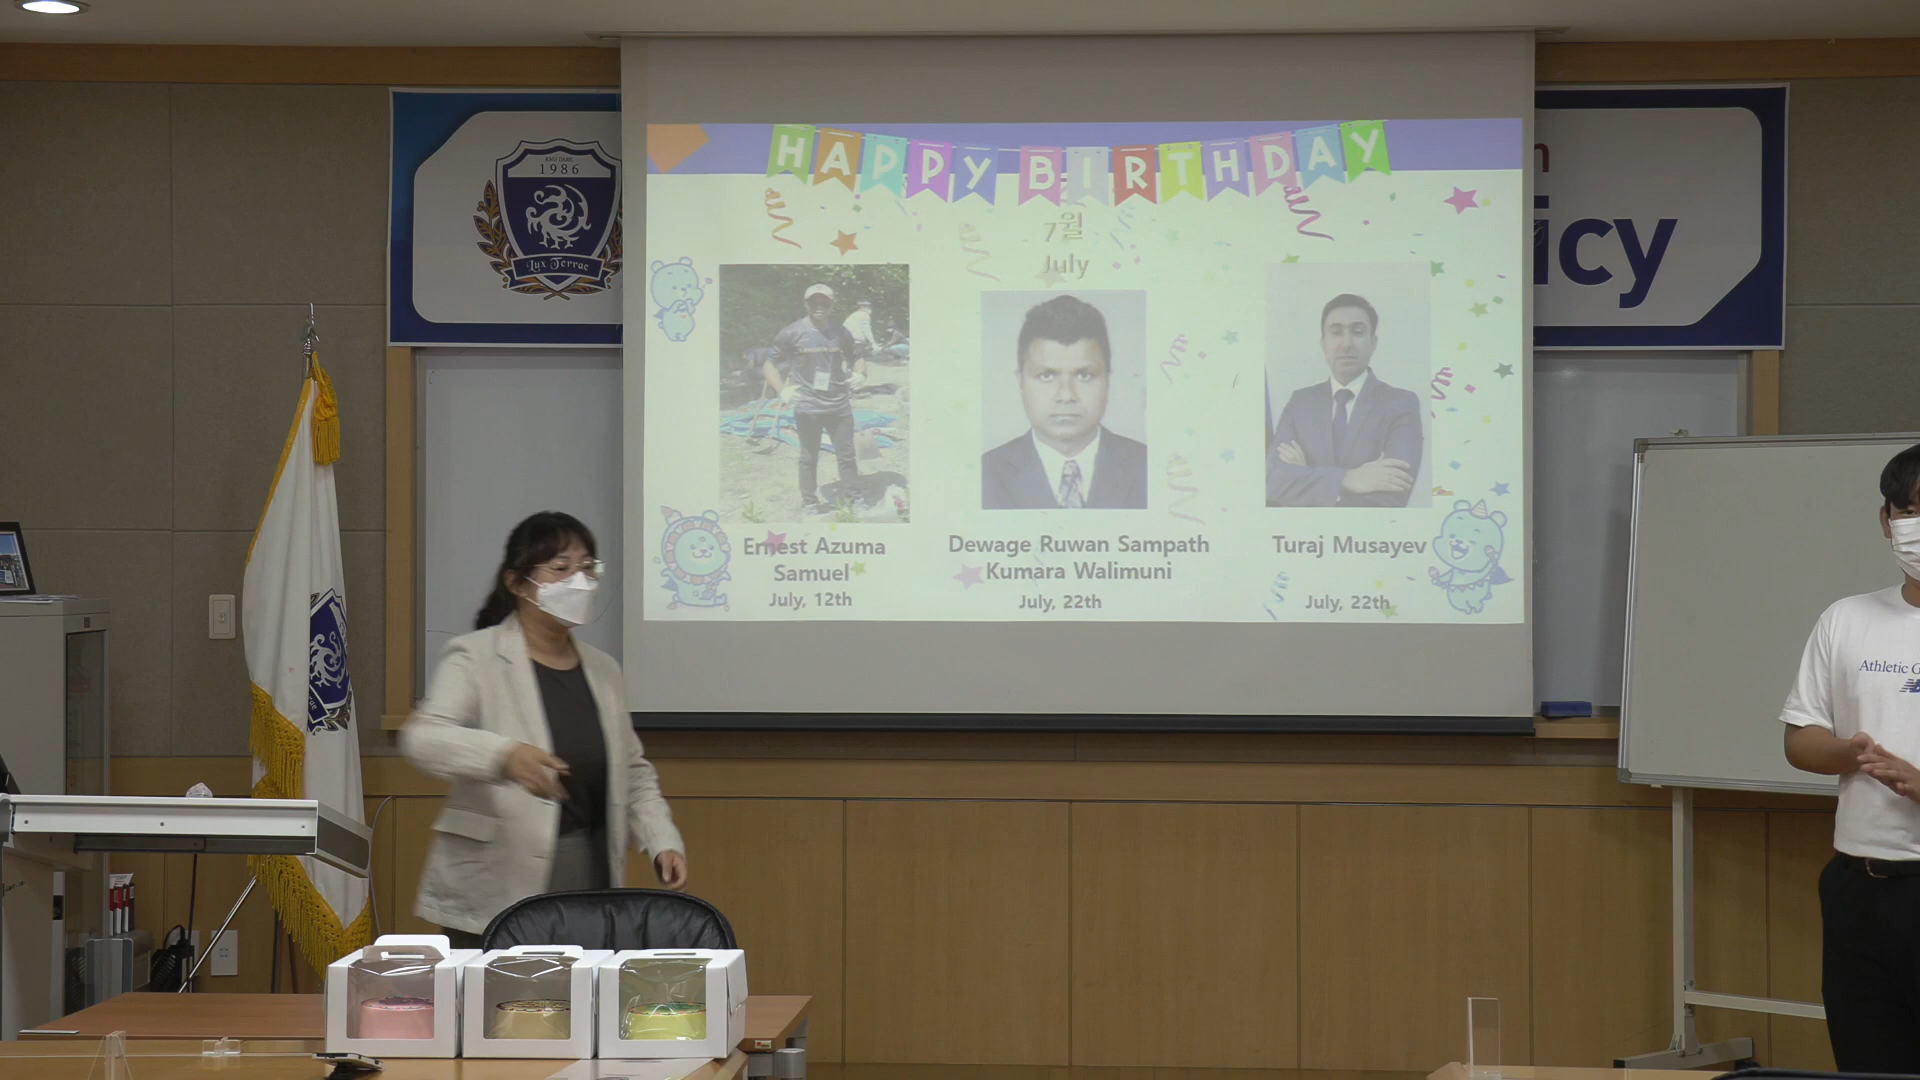 HAPPY BIRTHDAY
7월
July
Ernest Azuma
Samuel
July, 12th
Dewage Ruwan Sampath
Kumara Walimuni
July, 22th
Turaj Musayev
July, 22th
1986
Lux Terrae
icy
Athletic